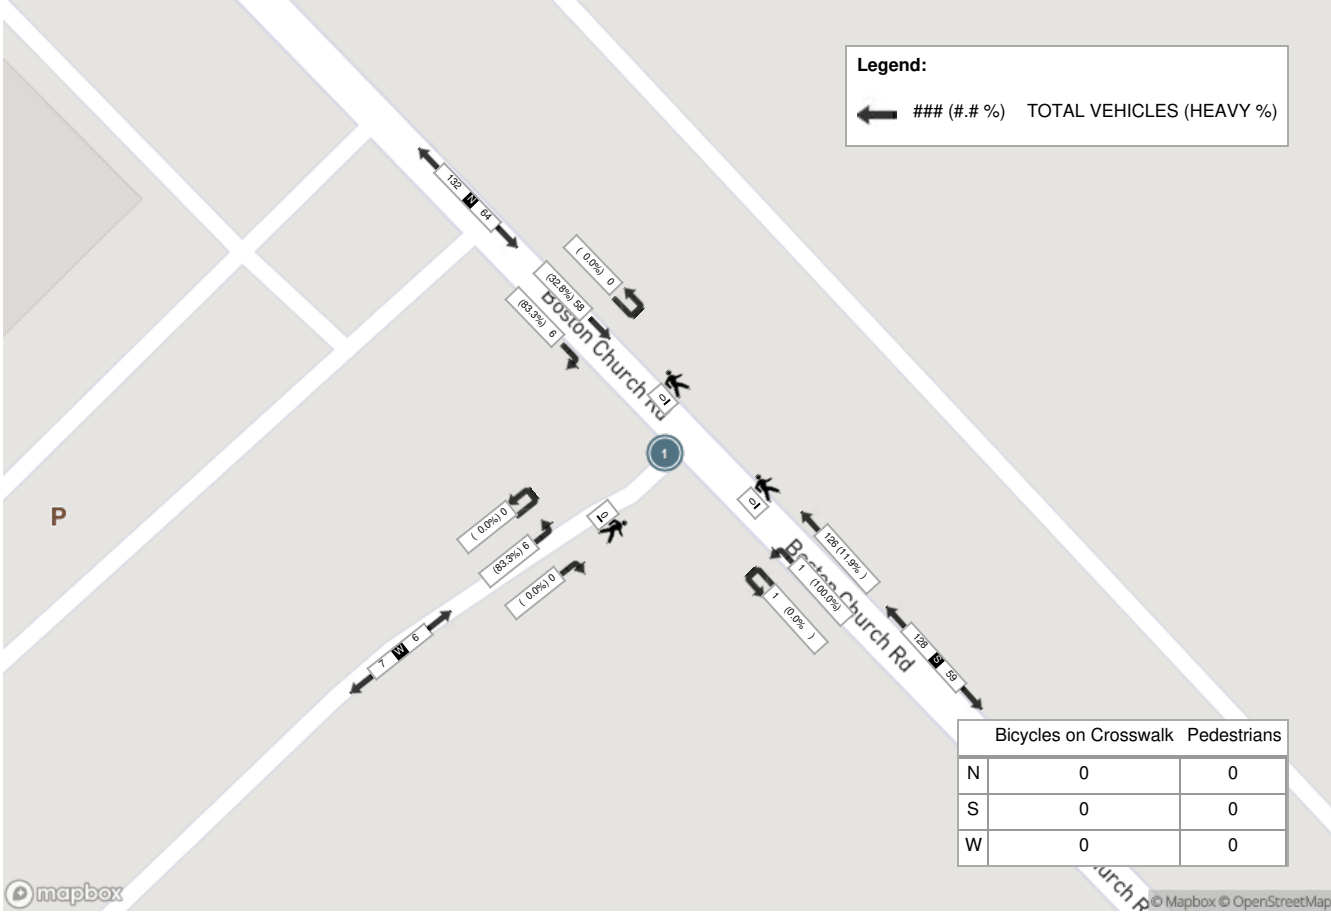 Legend:
### (#.# %) TOTAL VEHICLES (HEAVY %)
132 N 64
( 0.0%) 0
(32.8%) 58
(83.3%) 6
Boston Church Rd
0
1
0
0
( 0.0%) 0
(83.3%) 6
( 0.0%) 0
126 (11.9% )
1 (100.0%)
1 (0.0% )
Boston Church Rd
7 W 6
128 S 59
P
Bicycles on Crosswalk Pedestrians
N 0 0
S 0 0
W 0 0
hurch R
mapbox
© Mapbox © OpenStreetMap